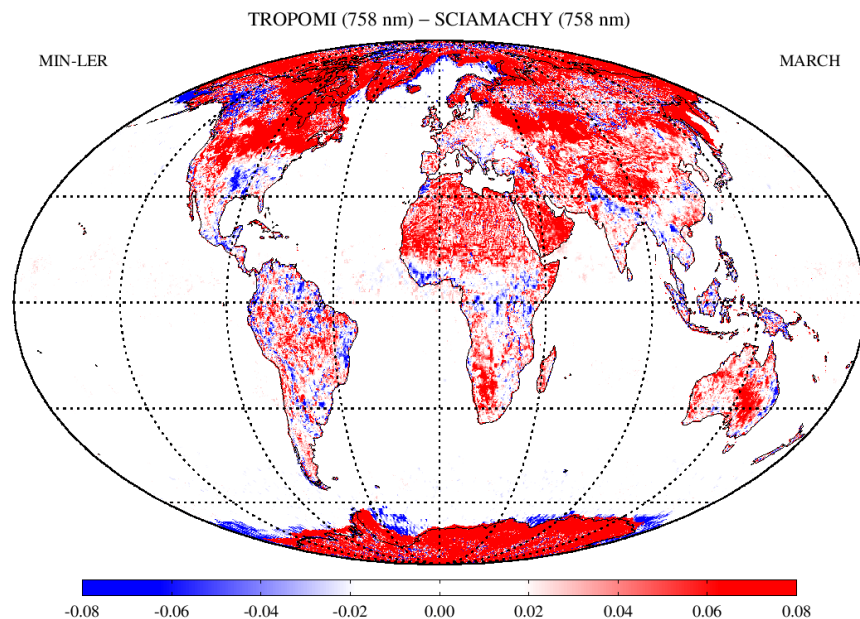 TROPOMI (758 nm) – SCIAMACHY (758 nm)
MIN-LER MARCH
-0.08 -0.06 -0.04 -0.02 0.00 0.02 0.04 0.06 0.08